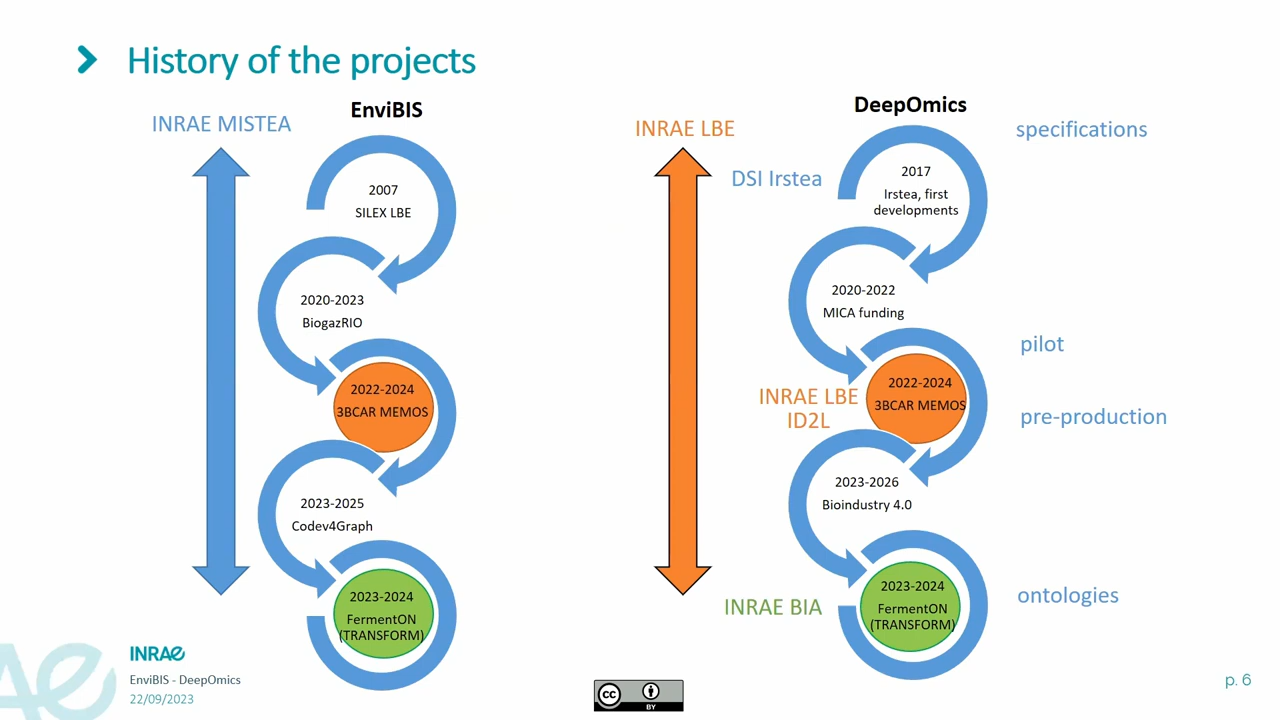 History of the projects
EnviBIS
INRAE MISTEA
2007
SILEX LBE
2020-2023
BiogazRIO
2022-2024
3BCAR MEMOS
2023-2025
Codev4Graph
2023-2024
FermentON
(TRANSFORM)
DeepOmics
INRAE LBE
specifications
DSI Irstea
2017
Irstea, first
developments
2020-2022
MICA funding
pilot
2022-2024
3BCAR MEMOS
INRAE LBE
ID2L
pre-production
2023-2026
Bioindustry 4.0
2023-2024
FermentON
(TRANSFORM)
INRAE BIA
ontologies
INRAE
EnviBIS - DeepOmics
22/09/2023
cc
BY
p. 6